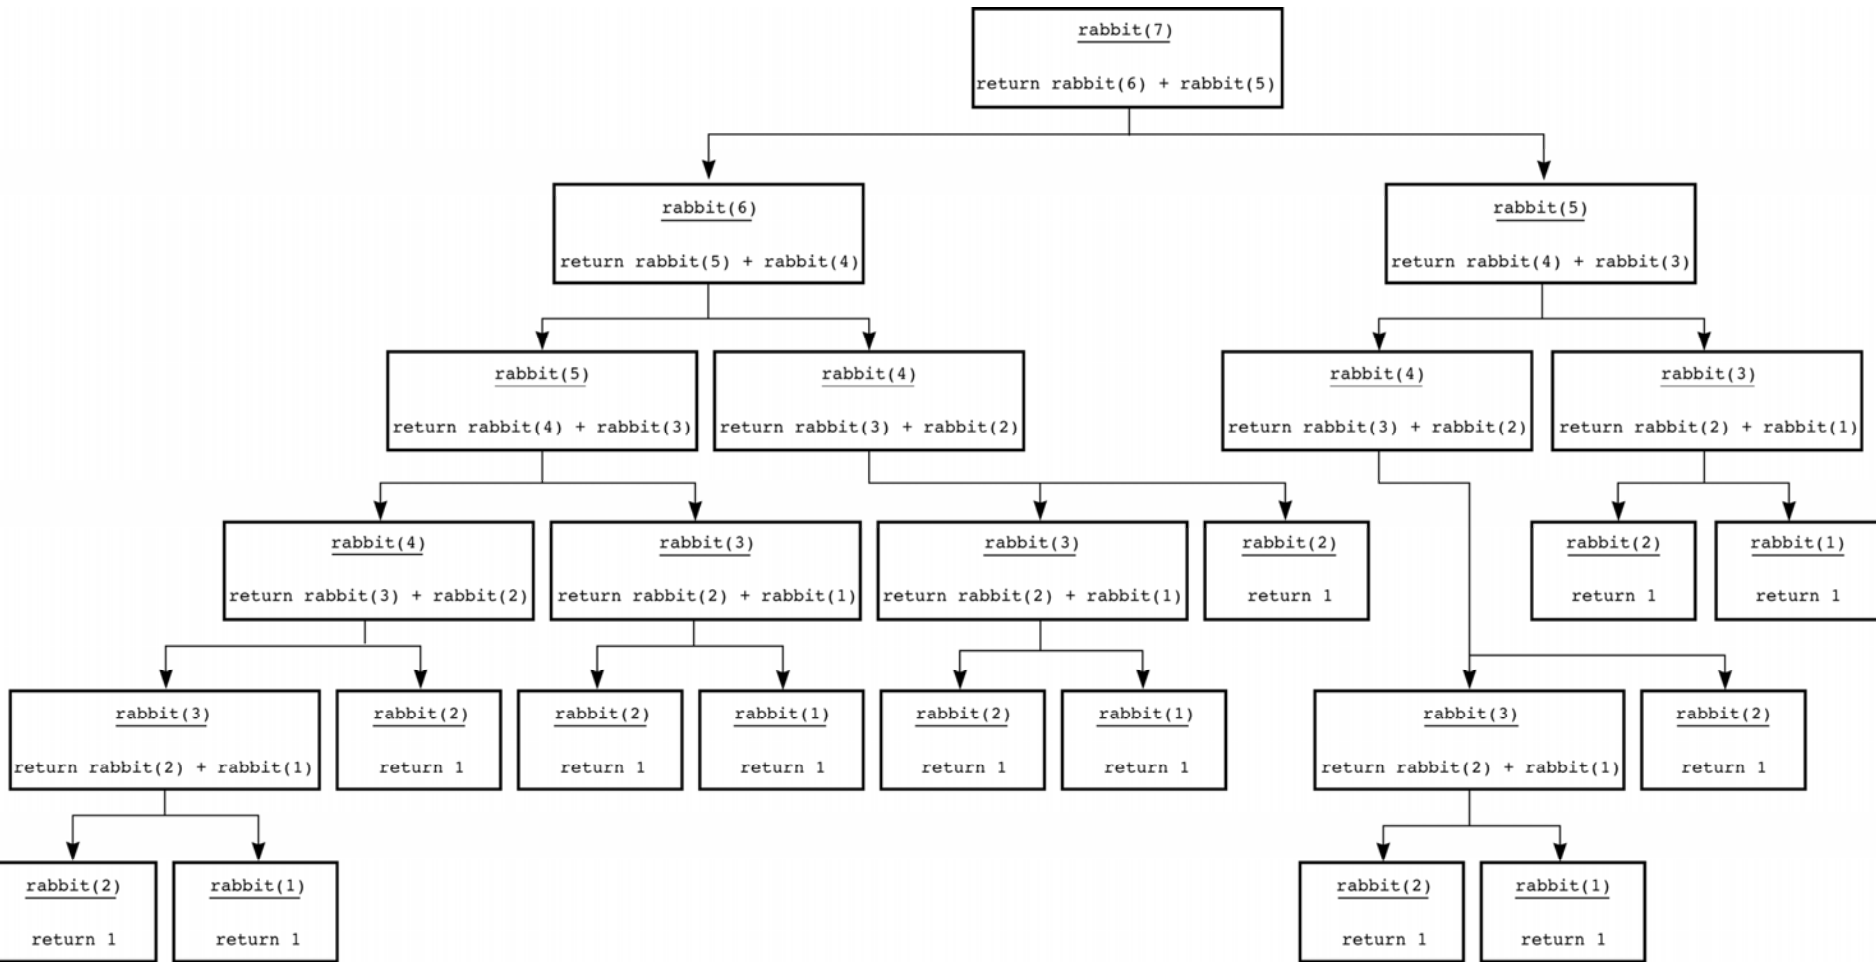 rabbit(7)
return rabbit(6) + rabbit(5)
rabbit(6)
return rabbit(5) + rabbit(4)
rabbit(5)
return rabbit(4) + rabbit(3)
rabbit(5)
return rabbit(4) + rabbit(3)
rabbit(4)
return rabbit(3) + rabbit(2)
rabbit(4)
return rabbit(3) + rabbit(2)
rabbit(3)
return rabbit(2) + rabbit(1)
rabbit(4)
return rabbit(3) + rabbit(2)
rabbit(3)
return rabbit(2) + rabbit(1)
rabbit(3)
return rabbit(2) + rabbit(1)
rabbit(2)
return 1
rabbit(2)
return 1
rabbit(1)
return 1
rabbit(3)
return rabbit(2) + rabbit(1)
rabbit(2)
return 1
rabbit(2)
return 1
rabbit(1)
return 1
rabbit(2)
return 1
rabbit(1)
return 1
rabbit(3)
return rabbit(2) + rabbit(1)
rabbit(2)
return 1
rabbit(2)
return 1
rabbit(1)
return 1
rabbit(2)
return 1
rabbit(1)
return 1